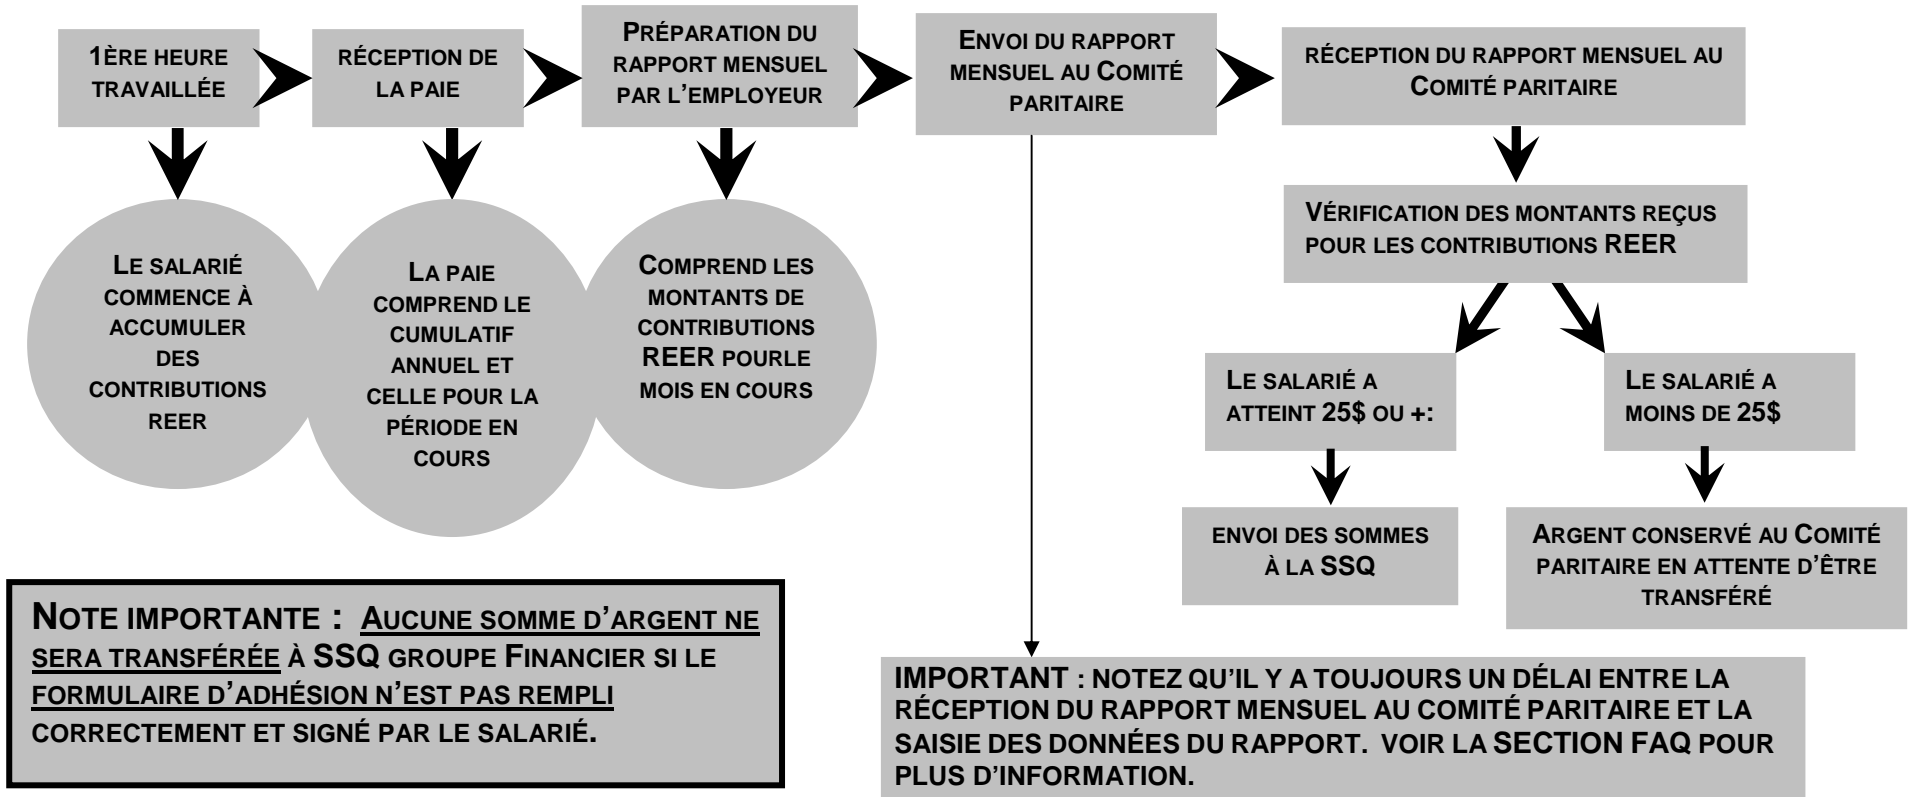 1ÈRE HEURE
TRAVAILLÉE
RÉCEPTION DE
LA PAIE
PRÉPARATION DU
RAPPORT MENSUEL
PAR L'EMPLOYEUR
ENVOI DU RAPPORT
MENSUEL AU COMITÉ
PARITAIRE
RÉCEPTION DU RAPPORT MENSUEL AU
COMITÉ PARITAIRE
LE SALARIÉ
COMMENCE À
ACCUMULER
DES
CONTRIBUTIONS
REER
LA PAIE
COMPREND LE
CUMULATIF
ANNUEL ET
CELLE POUR LA
PÉRIODE EN
COURS
COMPREND LES
MONTANTS DE
CONTRIBUTIONS
REER POURLE
MOIS EN COURS
VÉRIFICATION DES MONTANTS REÇUS
POUR LES CONTRIBUTIONS REER
LE SALARIÉ A
ATTEINT 25$ OU +:
LE SALARIÉ A
MOINS DE 25$
ENVOI DES SOMMES
À LA SSQ
ARGENT CONSERVÉ AU COMITÉ
PARITAIRE EN ATTENTE D'ÊTRE
TRANSFÉRÉ
NOTE IMPORTANTE : AUCUNE SOMME D'ARGENT NE
SERA TRANSFÉRÉE À SSQ GROUPE FINANCIER SI LE
FORMULAIRE D'ADHÉSION N'EST PAS REMPLI
CORRECTEMENT ET SIGNÉ PAR LE SALARIÉ.
IMPORTANT : NOTEZ QU'IL Y A TOUJOURS UN DÉLAI ENTRE LA
RÉCEPTION DU RAPPORT MENSUEL AU COMITÉ PARITAIRE ET LA
SAISIE DES DONNÉES DU RAPPORT. VOIR LA SECTION FAQ POUR
PLUS D'INFORMATION.